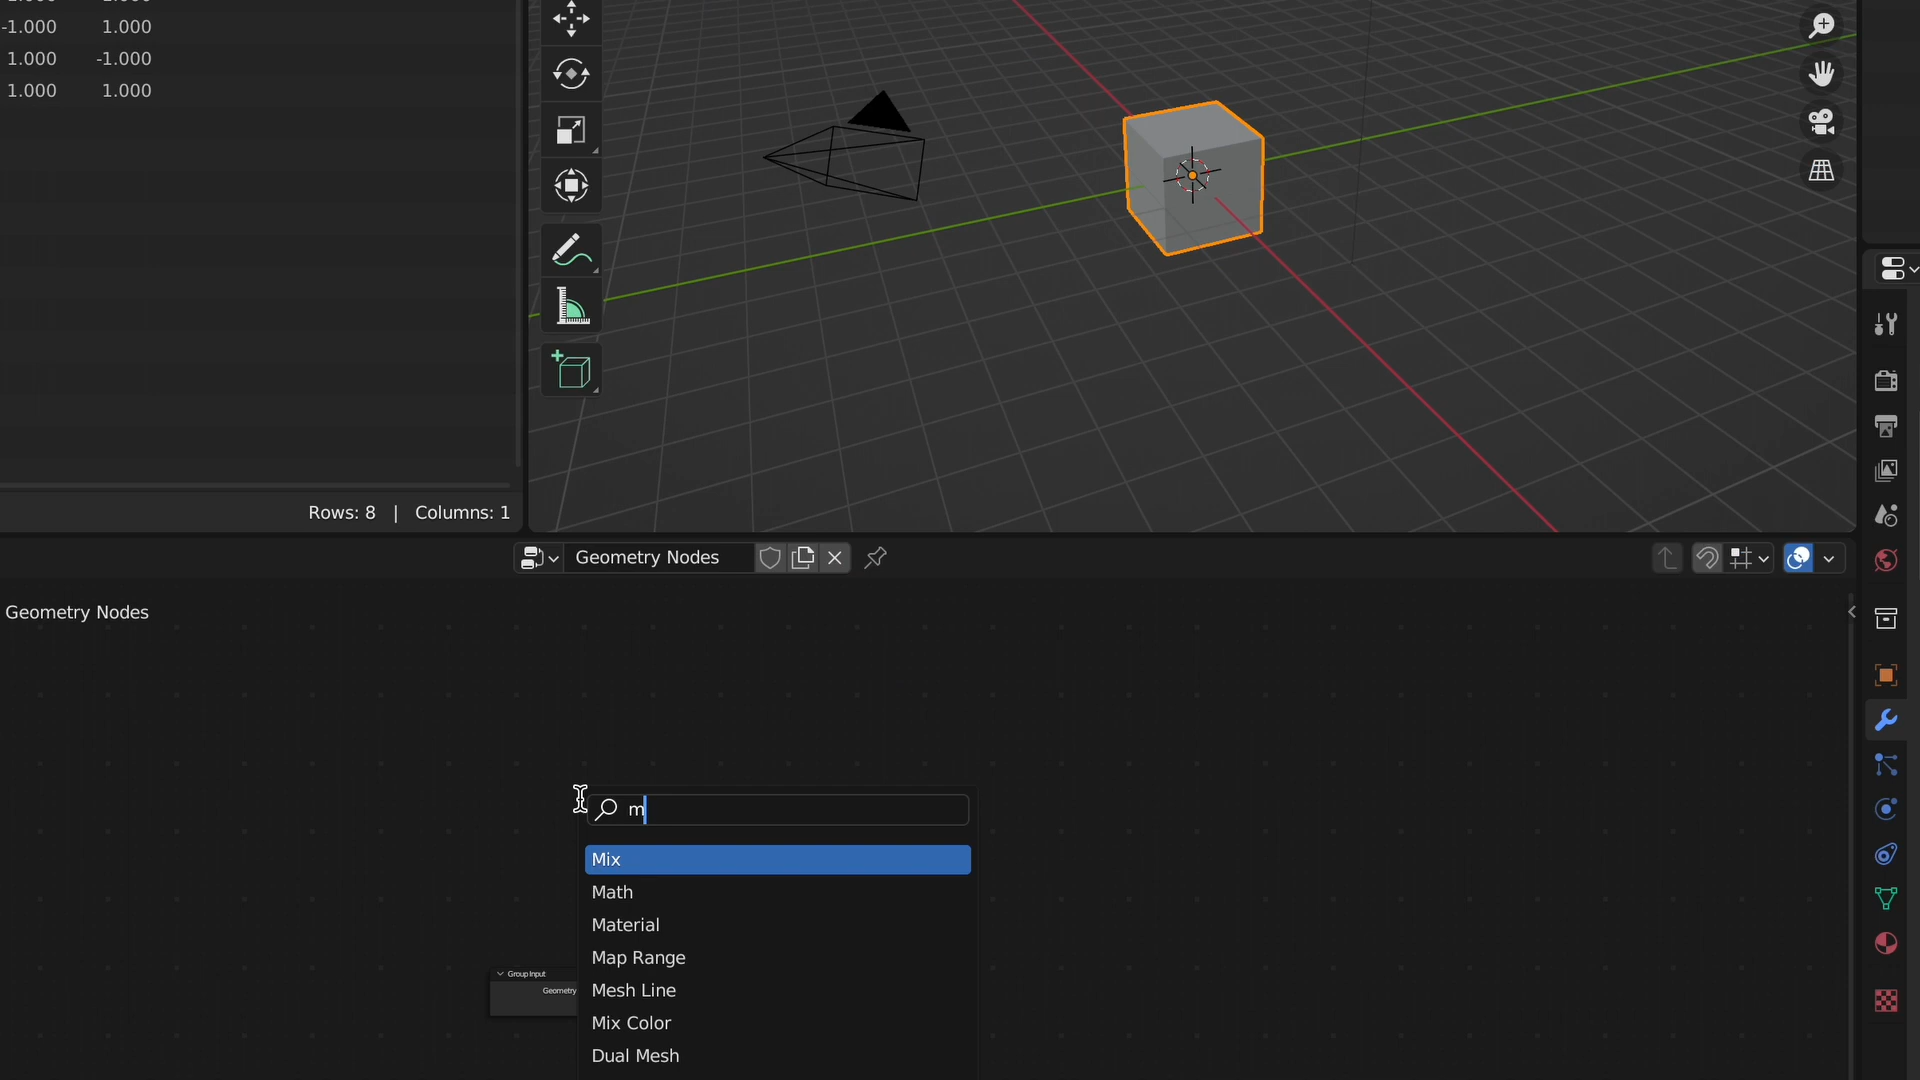 -1.000 1.000
1.000 -1.000
1.000 1.000
Rows: 8 | Columns: 1
Geometry Nodes
Geometry Nodes
m
Mix
Math
Material
Map Range
Mesh Line
Mix Color
Dual Mesh
Group Input
Geometry